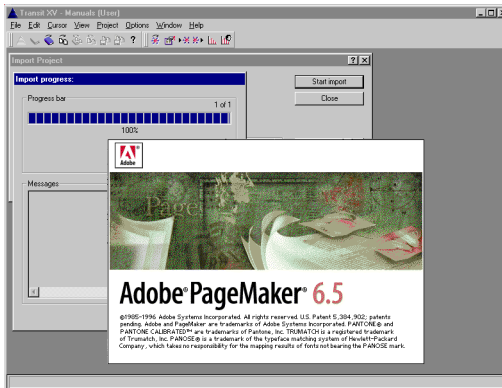 Transit XV - Manuals (User)
File Edit Cursor View Project Options Window Help
Import Project
Import progress:
Start import
Close
Progress bar
1 of 1
100%
Messages
Adobe
Page
Adobe® PageMaker® 6.5
©1985-1996 Adobe Systems Incorporated. All rights reserved. U.S. Patent 5,384,902; patents
pending. Adobe and PageMaker are trademarks of Adobe Systems Incorporated. PANTONE® and
PANTONE CALIBRATED™ are trademarks of Pantone, Inc. TRUMATCH is a registered trademark
of Trumatch, Inc. PANOSE® is a trademark of the typeface matching system of Hewlett-Packard
Company, which takes no responsibility for the mapping results of fonts not bearing the PANOSE mark.